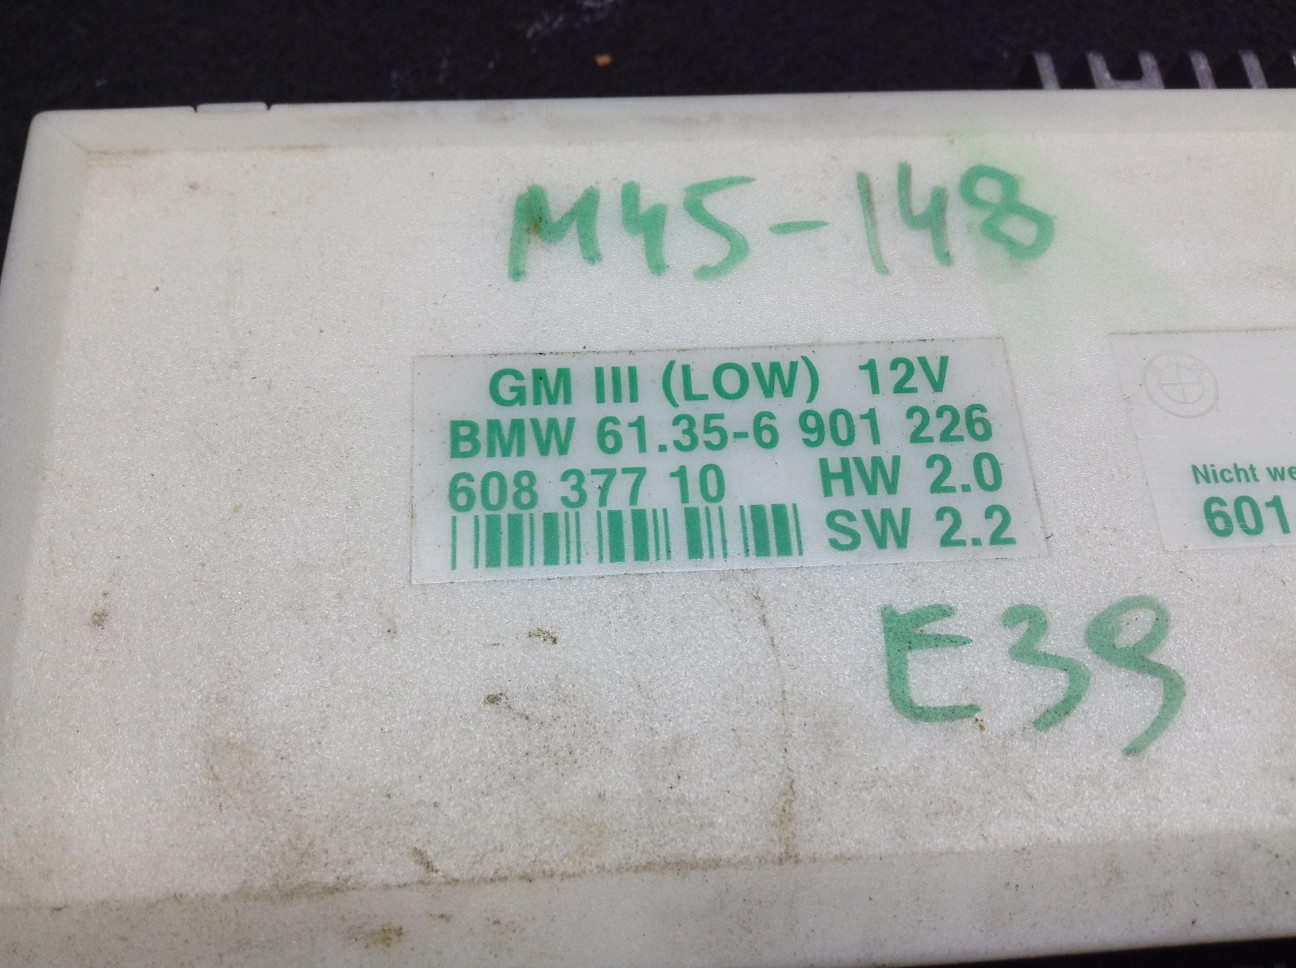 M45-148
GM III (LOW) 12V
BMW 61.35-6 901 226
608 377 10 HW 2.0
SW 2.2
Nicht
601
E39